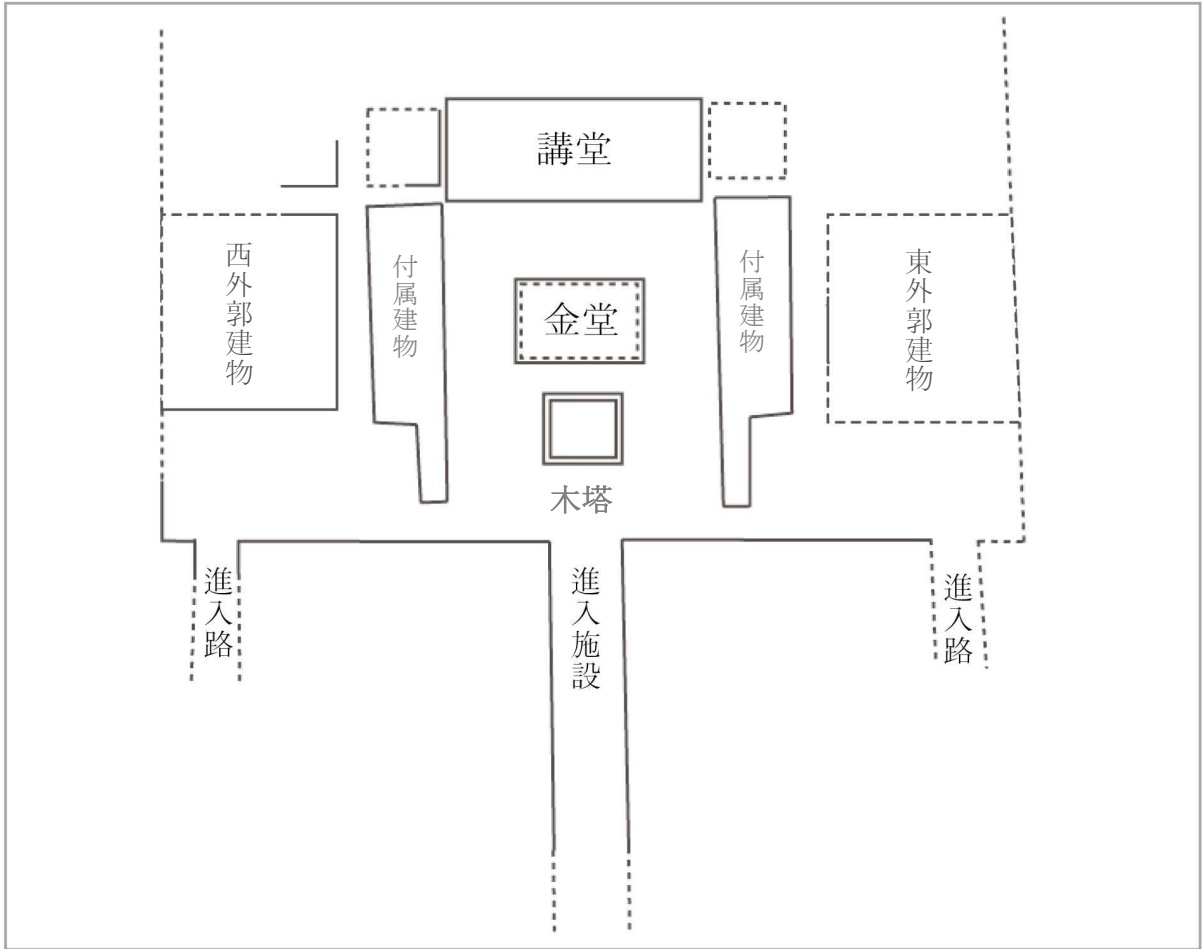 講堂
西外郭建物
付属建物
金堂
付属建物
東外郭建物
木塔
進入路
進入施設
進入路